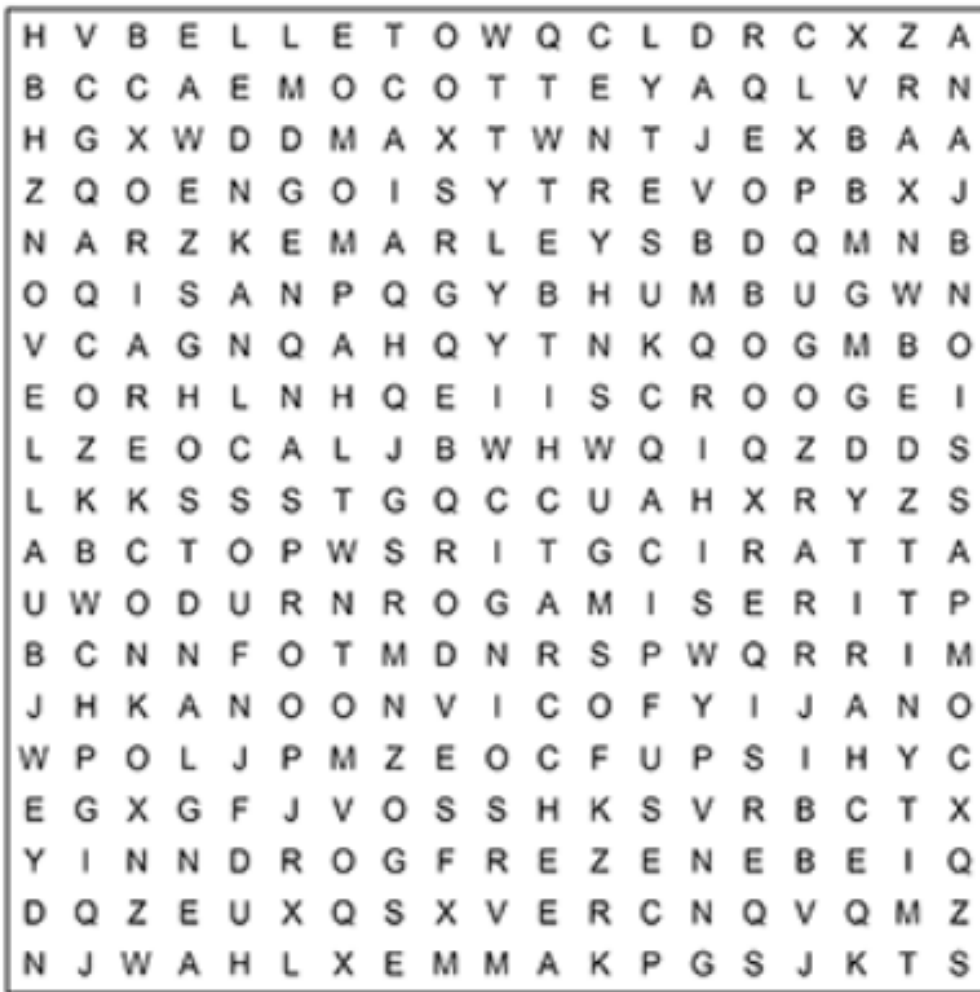 H V B E L L E T O W Q C L D R C X Z A
B C C A E M O C O T T E Y A Q L V R N
H G X W D D M A X T W N T J E X B A A
Z Q O E N G O I S Y T R E V O P B X J
N A R Z K E M A R L E Y S B D Q M N B
O Q I S A N P Q G Y B H U M B U G W N
V C A G N Q A H Q Y T N K Q O G M B O
E O R H L N H Q E I I S C R O O G E I
L Z E O C A L J B W H W Q I Q Z D D S
L K K S S S T G Q C C U A H X R Y Z S
A B C T O P W S R I T G C I R A T T A
U W O D U R N R O G A M I S E R I T P
B C N N F O T M D N R S P W Q R R I M
J H K A N O O N V I C O F Y I J A N O
W P O L J P M Z E O C F U P S I H Y C
E G X G F J V O S S H K S V R B C T X
Y I N N D R O G F R E Z E N E B E I Q
D Q Z E U X Q S X V E R C N Q V Q M Z
N J W A H L X E M M A K P G S J K T S